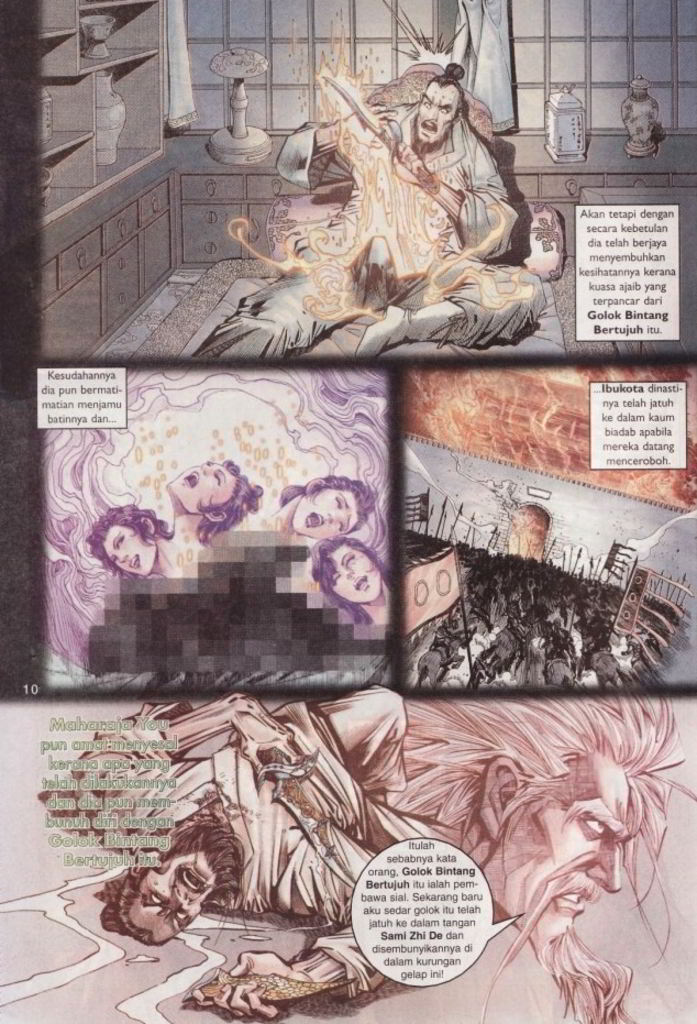 Akan tetapi dengan
secara kebetulan
dia telah berjaya
menyembuhkan
kesihatannya kerana
kuasa ajaib yang
terpancar dari
Golok Bintang
Bertujuh itu.
Kesudahannya
dia pun bermati-
matian menjamu
batinnya dan...
...Ibukota dinasti-
nya telah jatuh
ke dalam kaum
biadab apabila
mereka datang
menceroboh.
10
Maharaja You
pun amat menyesal
kerana apa yang
telah dilakukannya
dan dia pun mem-
bunuh diri dengan
Golok Bintang
Bertujuh itu.
Itulah
sebabnya kata
orang, Golok Bintang
Bertujuh itu ialah pem-
bawa sial. Sekarang baru
aku sedar golok itu telah
jatuh ke dalam tangan
Sami Zhi De dan
disembunyikannya di
dalam kurungan
gelap ini!